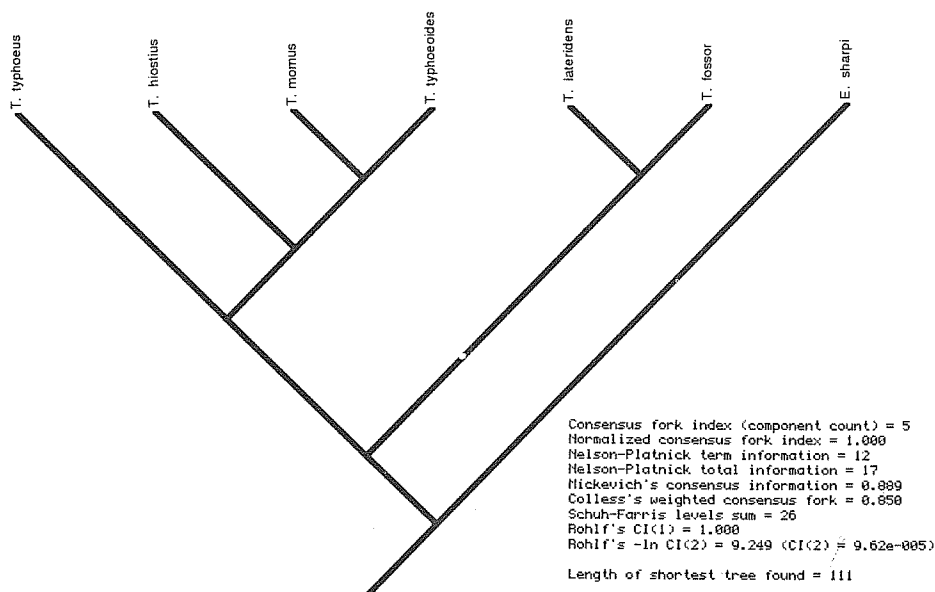 T. typhoeus
T. hiostius
T. momus
T. typhoeoides
T. lateridens
T. fossor
E. sharpi
Consensus fork index (component count) = 5
Normalized consensus fork index = 1.000
Nelson-Platnick term information = 12
Nelson-Platnick total information = 17
Mickevich's consensus information = 0.889
Colless's weighted consensus fork = 0.850
Schuh-Farris levels sum = 26
Rohlf's CI(1) = 1.000
Rohlf's -ln CI(2) = 9.249 (CI(2) = 9.62e-005)
Length of shortest tree found = 111